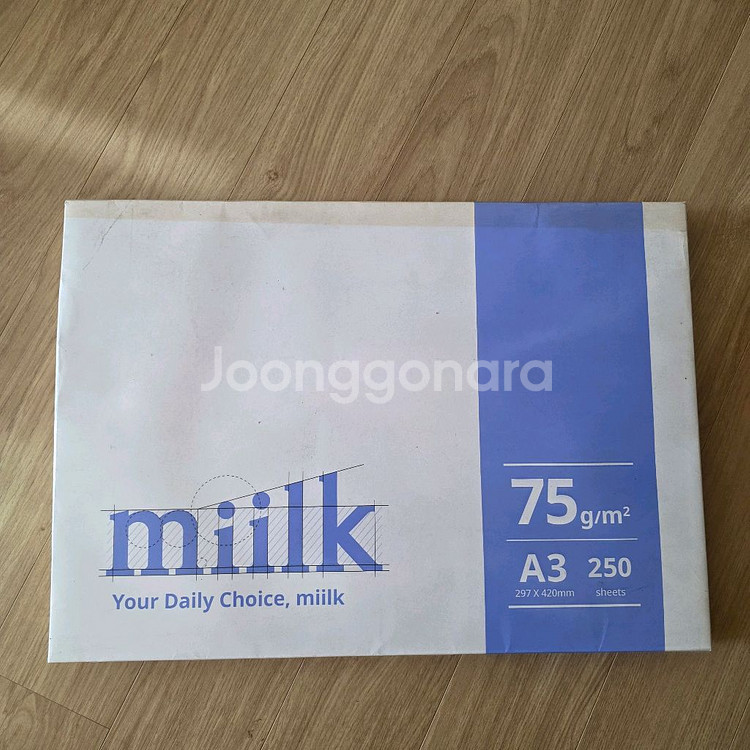 Joonggonara
miilk
Your Daily Choice, miilk
75g/m²
A3 250
297 X 420mm sheets